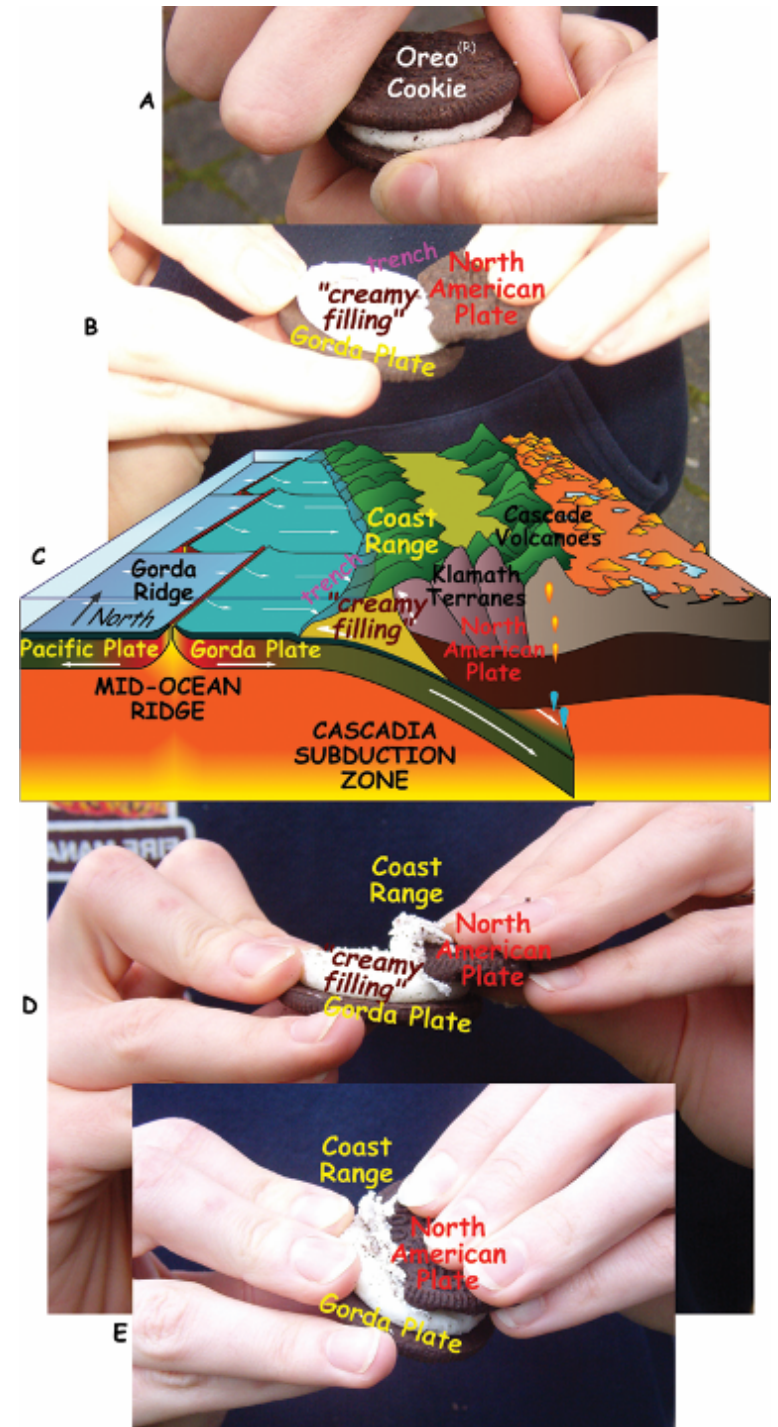 A
Oreo(R)
Cookie
B
trench
"creamy
filling"
North
American
Plate
Gorda Plate
C
Gorda
Ridge
North
Coast
Range
Cascade
Volcanoes
trench
Klamath
Terranes
"creamy
filling"
North
American
Plate
Pacific Plate
Gorda Plate
MID-OCEAN
RIDGE
CASCADIA
SUBDUCTION
ZONE
D
Coast
Range
"creamy
filling"
North
American
Plate
Gorda Plate
E
Coast
Range
North
American
Plate
Gorda Plate